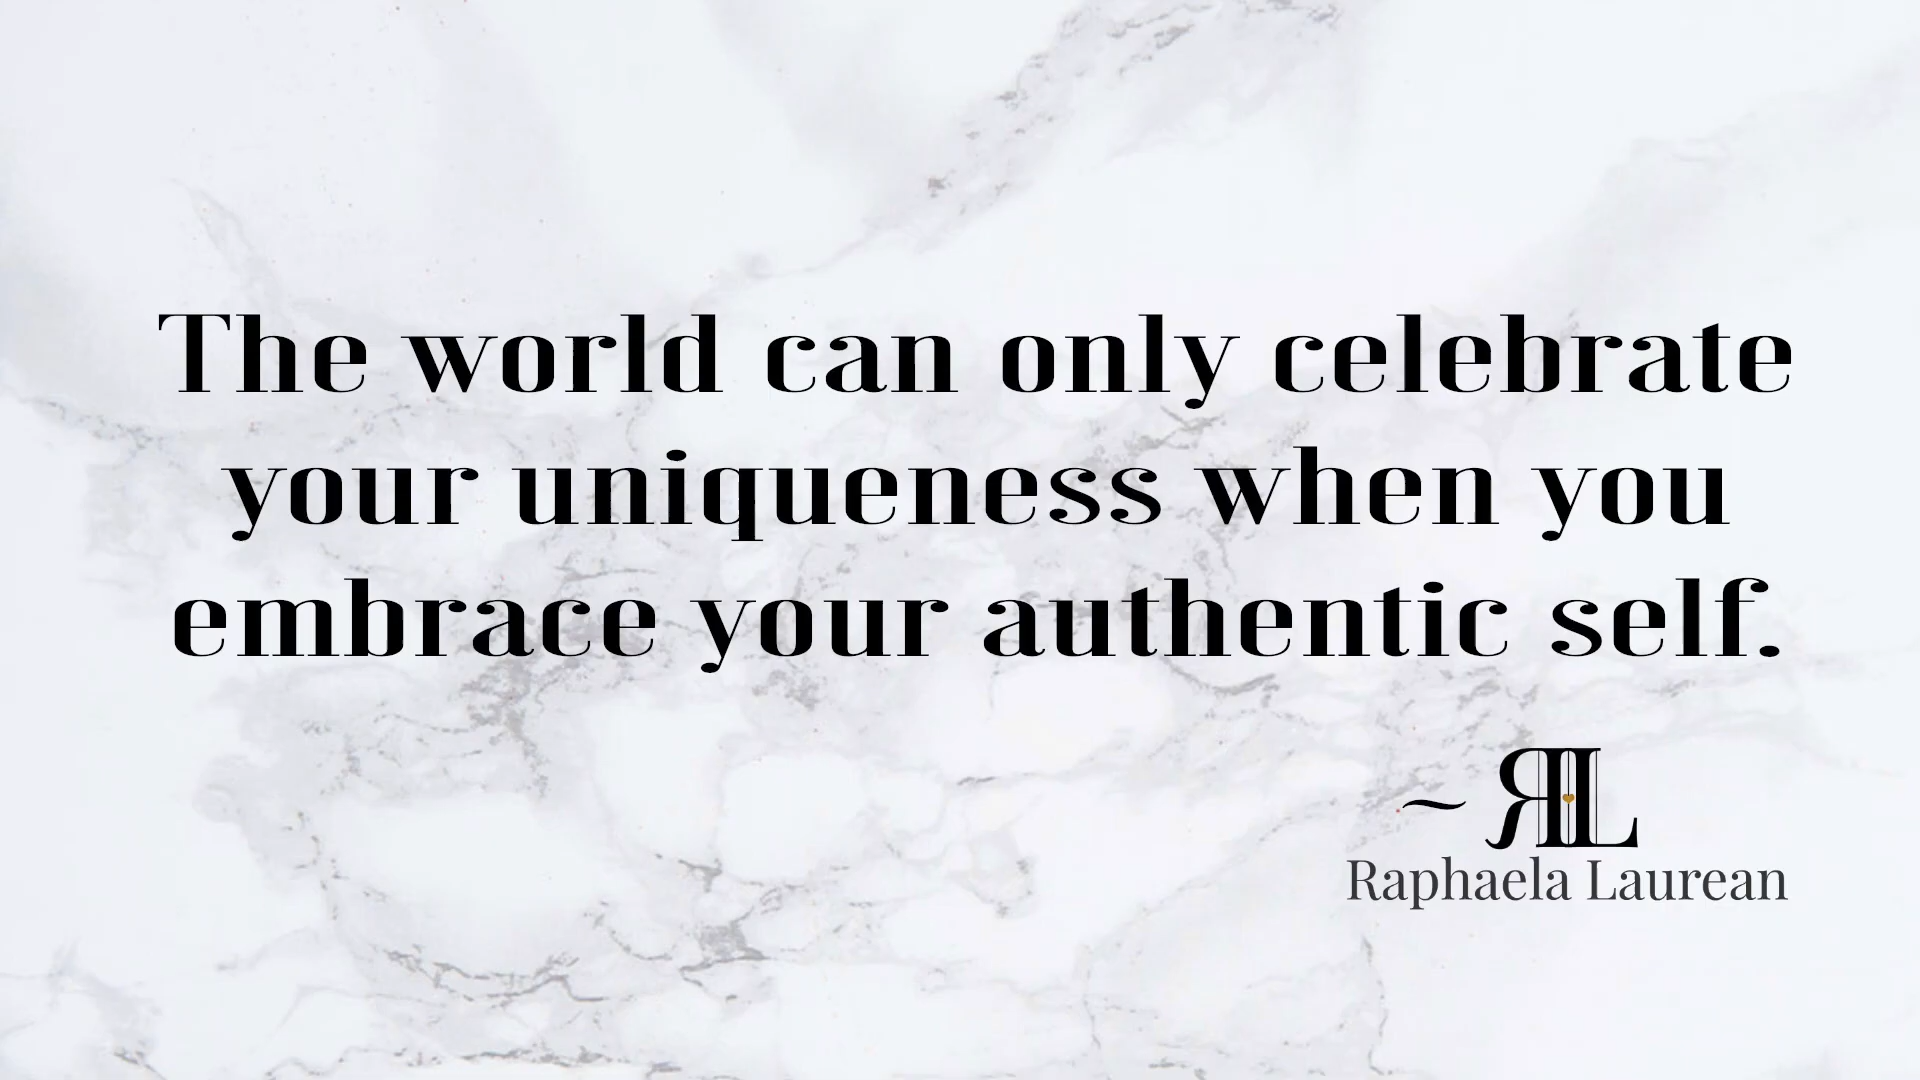 The world can only celebrate
your uniqueness when you
embrace your authentic self.
~ RL
Raphaela Laurean